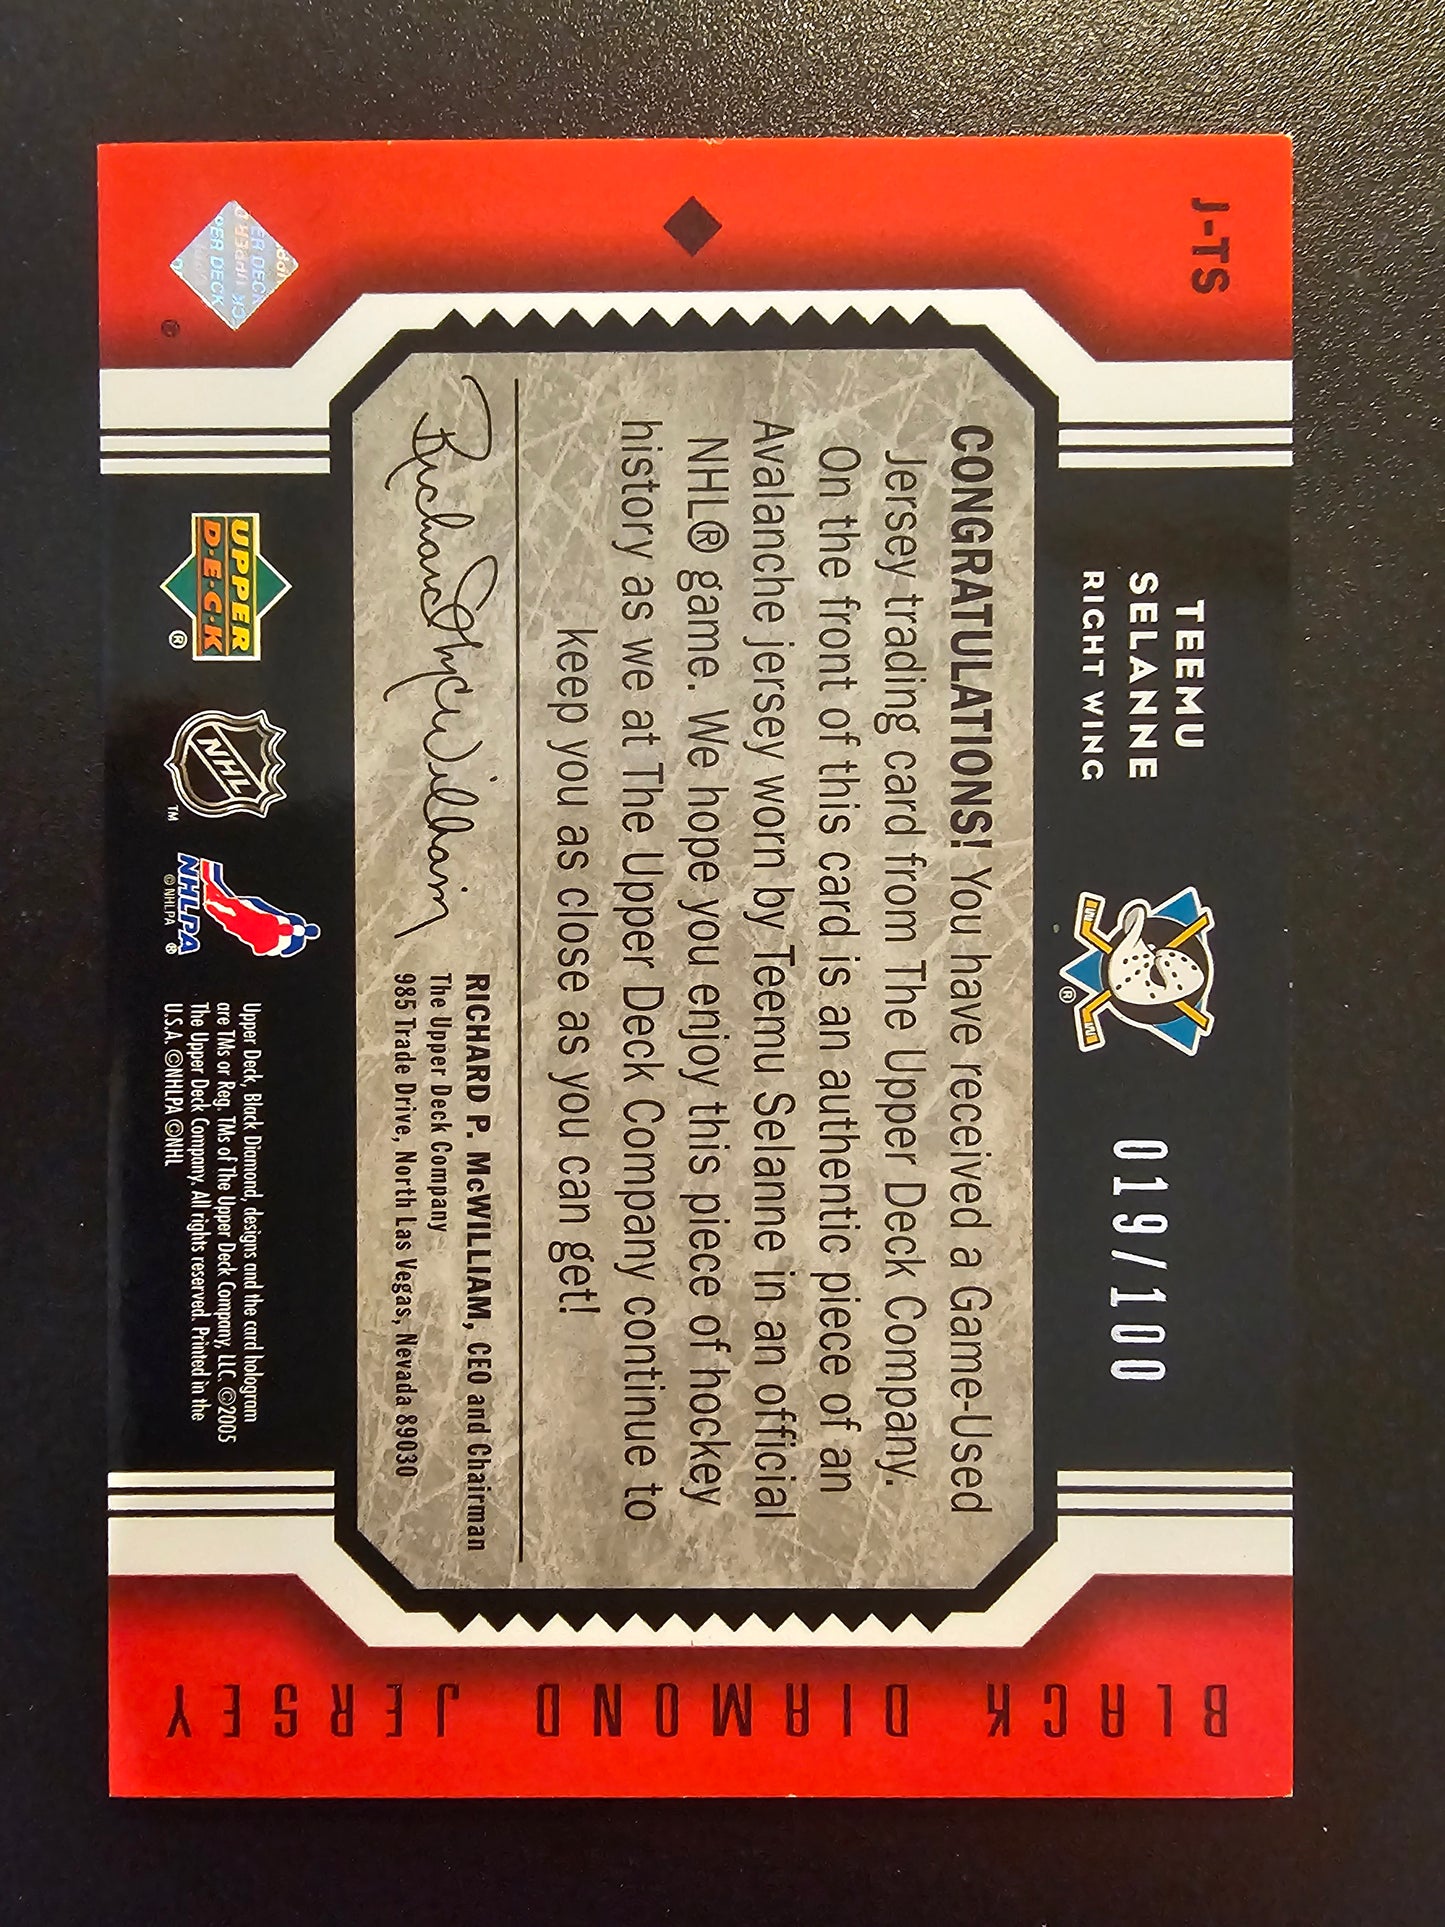 J-TS
TEEMU
SELANNE
RIGHT WING
®
019/100
CONGRATULATIONS! You have received a Game-Used
Jersey trading card from The Upper Deck Company.
On the front of this card is an authentic piece of an
Avalanche jersey worn by Teemu Selanne in an official
NHL® game. We hope you enjoy this piece of hockey
history as we at The Upper Deck Company continue to
keep you as close as you can get!
Richard P. McWilliam
RICHARD P. McWILLIAM, CEO and Chairman
The Upper Deck Company
985 Trade Drive, North Las Vegas, Nevada 89030
UPPER
D·E·C·K
®
NHL
TM
NHLPA ®
©NHLPA
Upper Deck, Black Diamond, designs and the card hologram
are TMs or Reg. TMs of The Upper Deck Company, LLC. ©2005
The Upper Deck Company. All rights reserved. Printed in the
U.S.A. ©NHLPA ©NHL
BLACK DIAMOND JERSEY
UPPER DECK